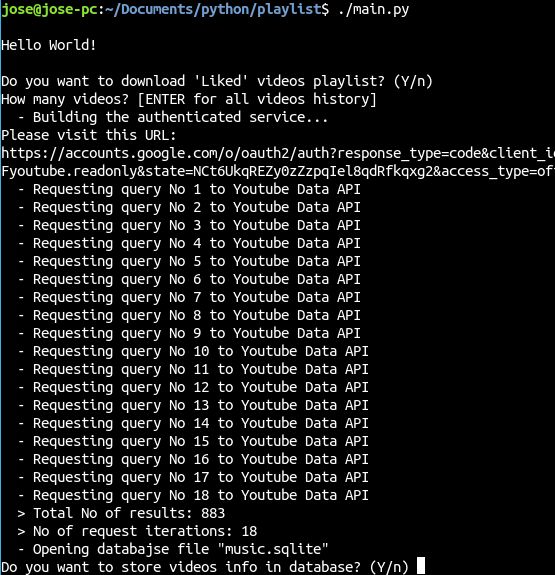 jose@jose-pc:~/Documents/python/playlist$ ./main.py
Hello World!
Do you want to download 'Liked' videos playlist? (Y/n)
How many videos? [ENTER for all videos history]
- Building the authenticated service...
Please visit this URL:
https://accounts.google.com/o/oauth2/auth?response_type=code&client_i
Fyoutube.readonly&state=NCt6UkqREZy0zZzpqIel8qdRfkqxg2&access_type=of
- Requesting query No 1 to Youtube Data API
- Requesting query No 2 to Youtube Data API
- Requesting query No 3 to Youtube Data API
- Requesting query No 4 to Youtube Data API
- Requesting query No 5 to Youtube Data API
- Requesting query No 6 to Youtube Data API
- Requesting query No 7 to Youtube Data API
- Requesting query No 8 to Youtube Data API
- Requesting query No 9 to Youtube Data API
- Requesting query No 10 to Youtube Data API
- Requesting query No 11 to Youtube Data API
- Requesting query No 12 to Youtube Data API
- Requesting query No 13 to Youtube Data API
- Requesting query No 14 to Youtube Data API
- Requesting query No 15 to Youtube Data API
- Requesting query No 16 to Youtube Data API
- Requesting query No 17 to Youtube Data API
- Requesting query No 18 to Youtube Data API
> Total No of results: 883
> No of request iterations: 18
- Opening databajse file "music.sqlite"
Do you want to store videos info in database? (Y/n)